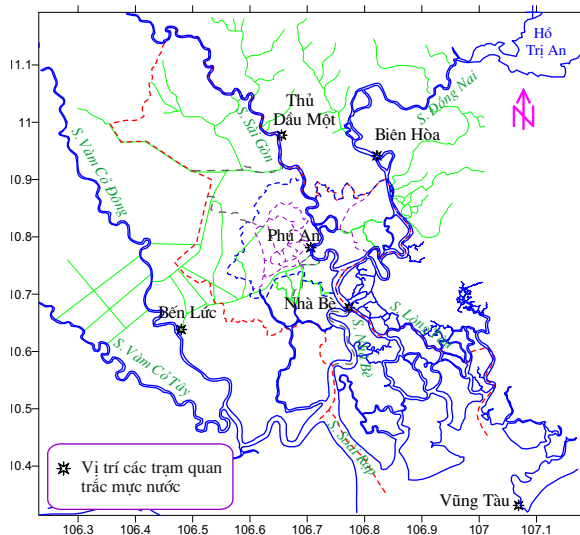 Hồ
Trị An
11.1
S. Đồng Nai
Thủ
Dầu Một
11
S. Sài Gòn
Biên Hòa
S. Vàm Cỏ Đông
10.9
Phú An
10.8
Nhà Bè
10.7
Bến Lức
S. Lòng Tàu
S. Nhà Bè
10.6
S. Vàm Cỏ Tây
10.5
S. Soài Rạp
10.4
Vị trí các trạm quan
trắc mực nước
Vũng Tàu
106.3 106.4 106.5 106.6 106.7 106.8 106.9 107 107.1
N